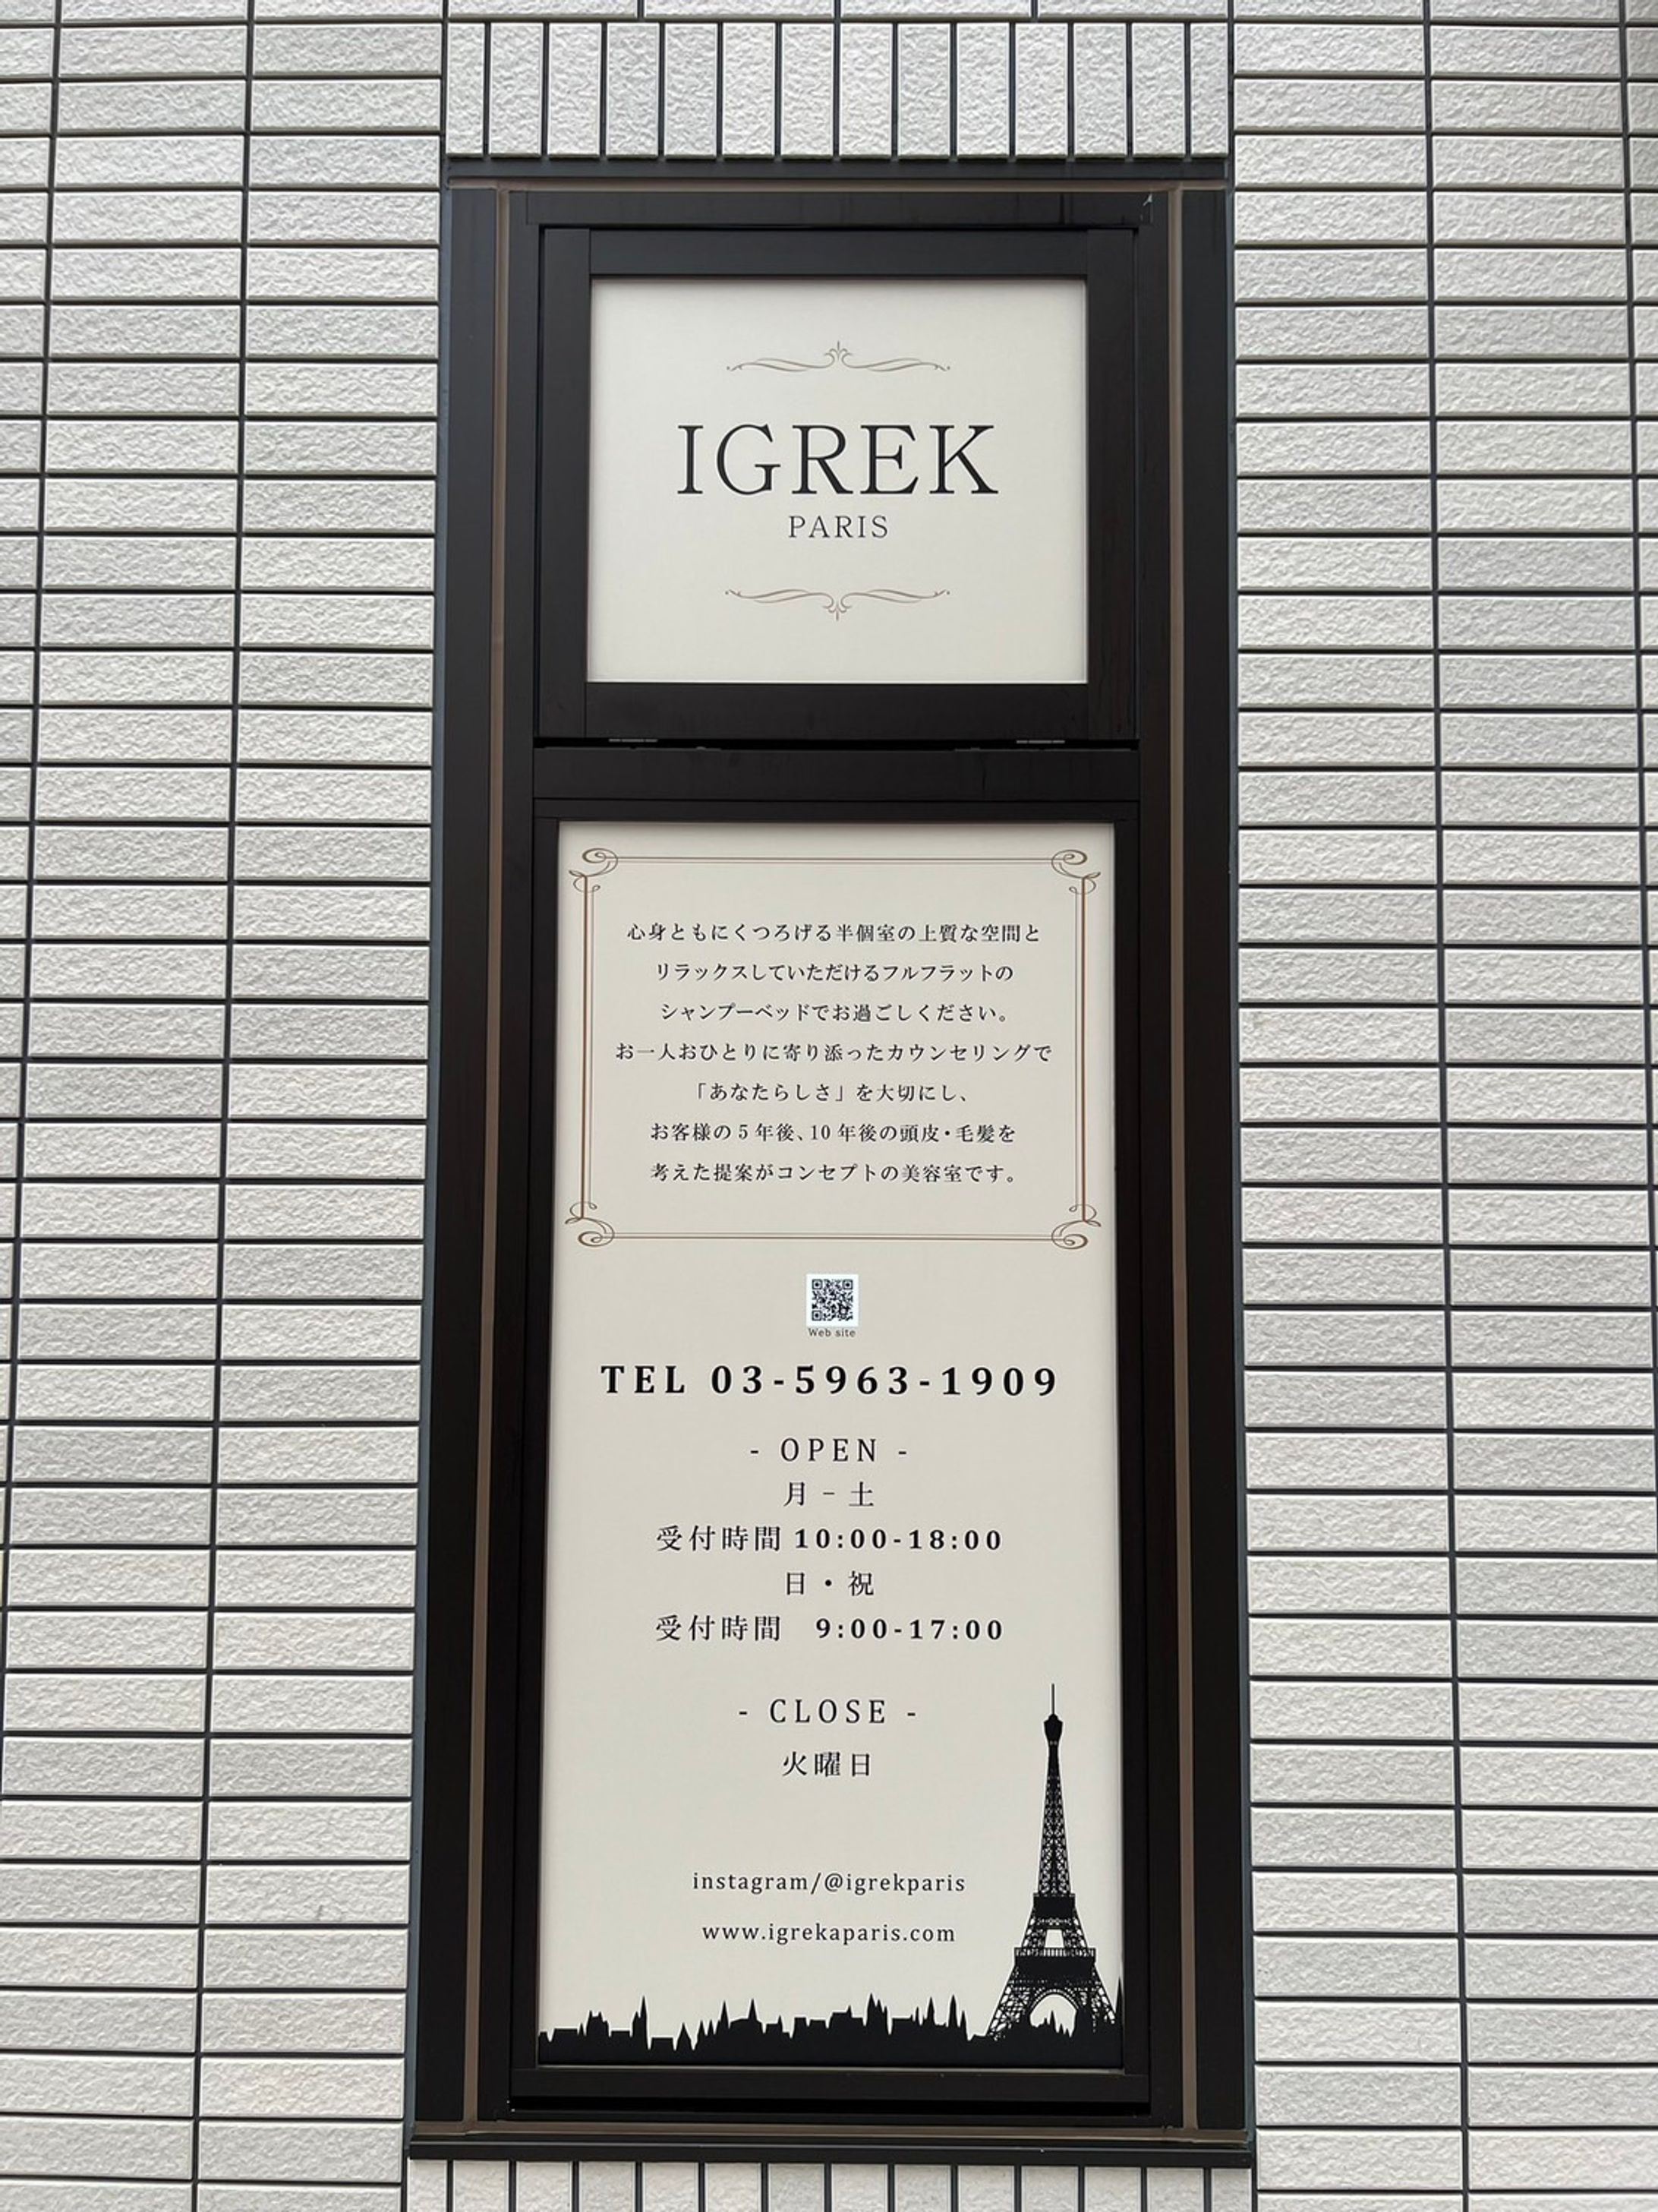 IGREK
PARIS
心身ともにくつろげる半個室の上質な空間と
リラックスしていただけるフルフラットの
シャンプーベッドでお過ごしください。
お一人おひとりに寄り添ったカウンセリングで
「あなたらしさ」を大切にし、
お客様の5年後、10年後の頭皮・毛髪を
考えた提案がコンセプトの美容室です。
Web site
TEL 03-5963-1909
- OPEN -
月 - 土
受付時間 10:00-18:00
日・祝
受付時間 9:00-17:00
- CLOSE -
火曜日
instagram/@igrekparis
www.igrekaparis.com